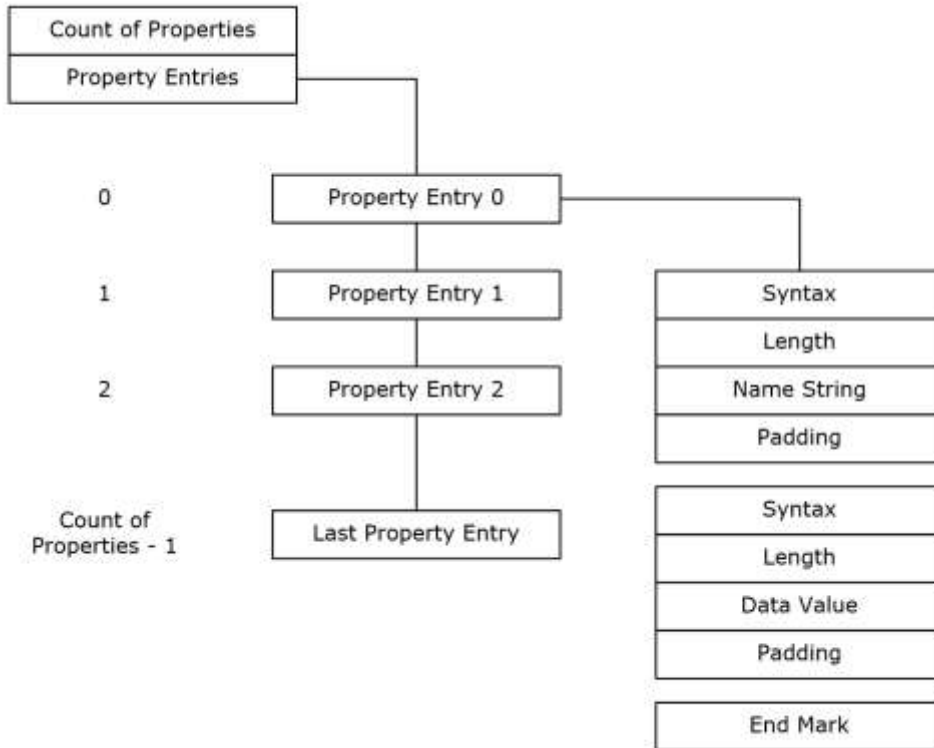 Count of Properties
Property Entries
0
Property Entry 0
1
Property Entry 1
Syntax
Length
2
Property Entry 2
Name String
Padding
Syntax
Count of
Properties - 1
Last Property Entry
Length
Data Value
Padding
End Mark